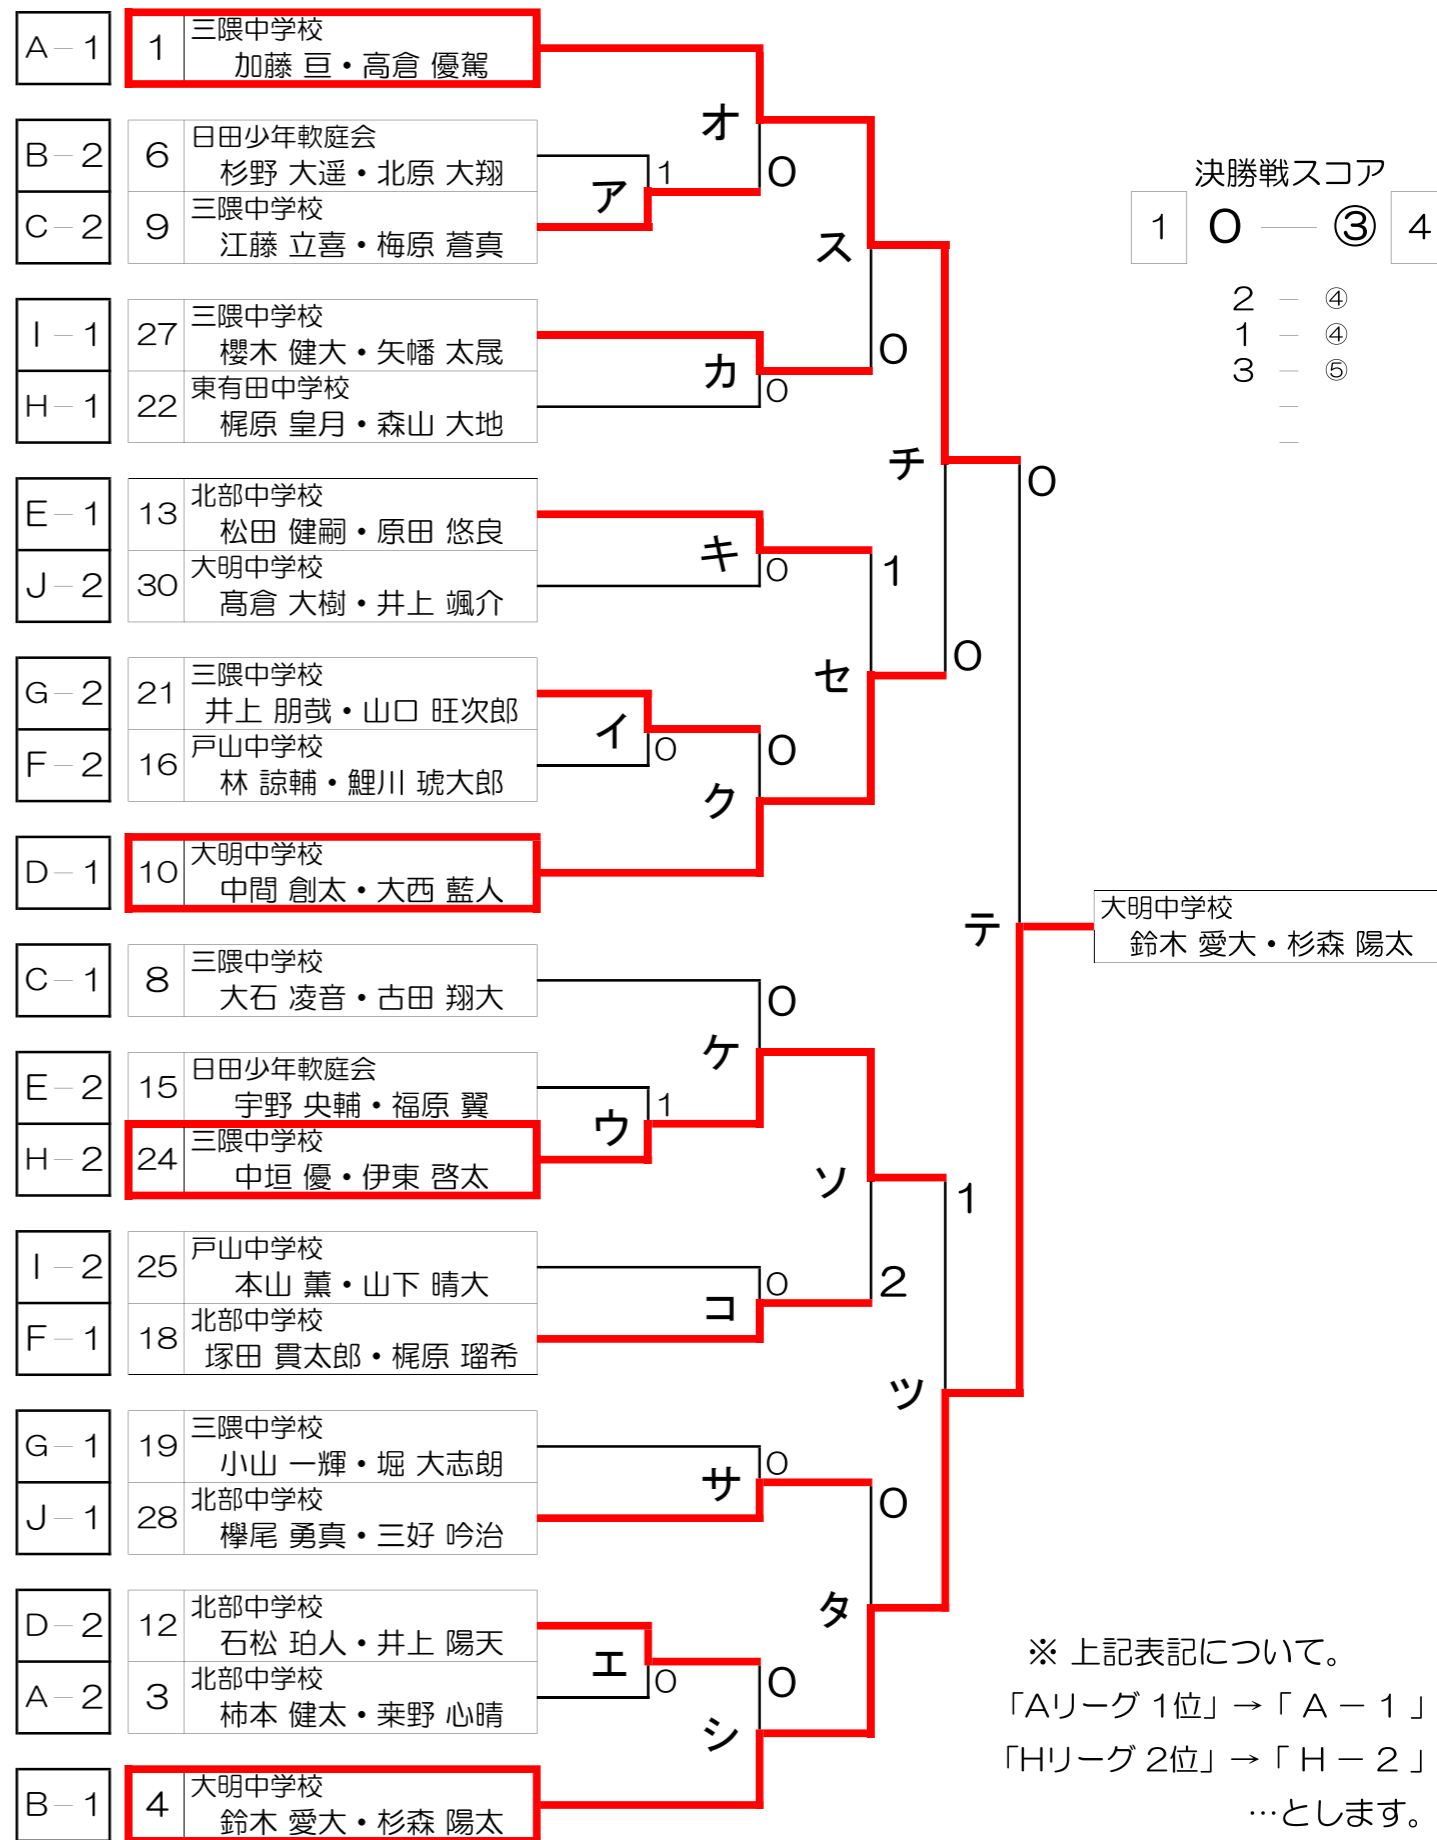 A－1 1 三隈中学校
加藤 亘・高倉 優駕
B－2 6 日田少年軟庭会
杉野 大遥・北原 大翔
C－2 9 三隈中学校
江藤 立喜・梅原 蒼真
I－1 27 三隈中学校
櫻木 健大・矢幡 太晟
H－1 22 東有田中学校
梶原 皇月・森山 大地
E－1 13 北部中学校
松田 健嗣・原田 悠良
J－2 30 大明中学校
髙倉 大樹・井上 颯介
G－2 21 三隈中学校
井上 朋哉・山口 旺次郎
F－2 16 戸山中学校
林 諒輔・鯉川 琥太郎
D－1 10 大明中学校
中間 創太・大西 藍人
C－1 8 三隈中学校
大石 凌音・古田 翔大
E－2 15 日田少年軟庭会
宇野 央輔・福原 翼
H－2 24 三隈中学校
中垣 優・伊東 啓太
I－2 25 戸山中学校
本山 薫・山下 晴大
F－1 18 北部中学校
塚田 貫太郎・梶原 瑠希
G－1 19 三隈中学校
小山 一輝・堀 大志朗
J－1 28 北部中学校
欅尾 勇真・三好 吟治
D－2 12 北部中学校
石松 珀人・井上 陽天
A－2 3 北部中学校
柿本 健太・桒野 心晴
B－1 4 大明中学校
鈴木 愛大・杉森 陽太
ア 1
イ 0
ウ 1
エ 0
オ 0
カ 0
キ 0
ク 0
ケ 0
コ 0
サ 0
シ 0
ス 0
セ 1
ソ 2
タ 0
チ 0
ツ 1
テ 0
大明中学校
鈴木 愛大・杉森 陽太
決勝戦スコア
1 0 ― ③ 4
2 － ④
1 － ④
3 － ⑤
－
－
※ 上記表記について。
「Aリーグ 1位」→「 A － 1 」
「Hリーグ 2位」→「 H － 2 」
…とします。